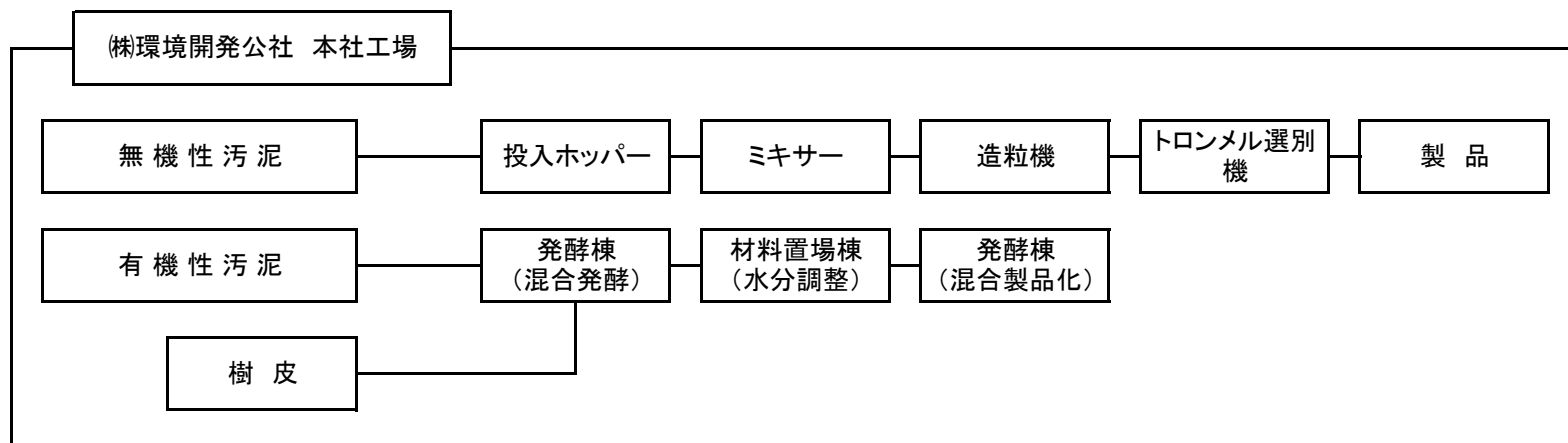 ㈱環境開発公社 本社工場
無機性汚泥
投入ホッパー
ミキサー
造粒機
トロンメル選別
機
製品
有機性汚泥
発酵棟
(混合発酵)
材料置場棟
(水分調整)
発酵棟
(混合製品化)
樹皮